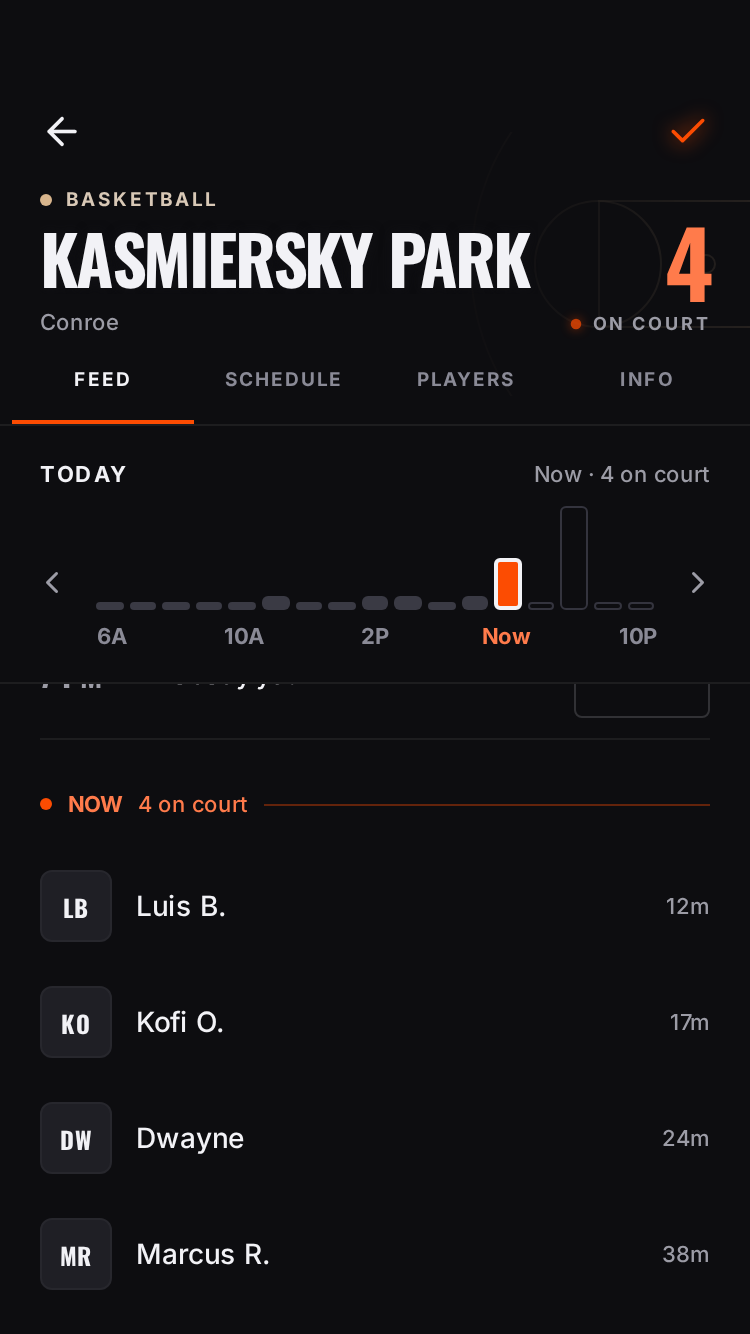 BASKETBALL
KASMIERSKY PARK
4
Conroe
ON COURT
FEED SCHEDULE PLAYERS INFO
TODAY
Now · 4 on court
6A 10A 2P Now 10P
NOW 4 on court
LB Luis B. 12m
KO Kofi O. 17m
DW Dwayne 24m
MR Marcus R. 38m